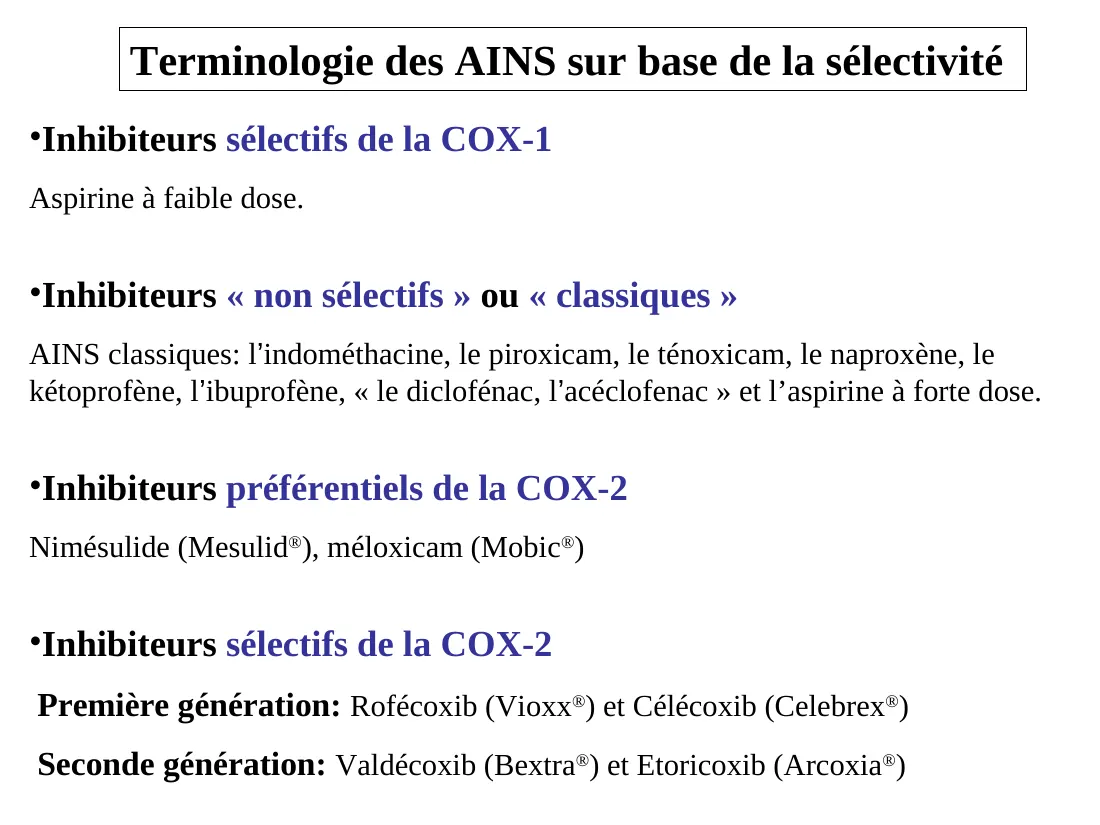 Terminologie des AINS sur base de la sélectivité
•Inhibiteurs sélectifs de la COX-1
Aspirine à faible dose.
•Inhibiteurs « non sélectifs » ou « classiques »
AINS classiques: l’indométhacine, le piroxicam, le ténoxicam, le naproxène, le
kétoprofène, l’ibuprofène, « le diclofénac, l’acéclofenac » et l’aspirine à forte dose.
•Inhibiteurs préférentiels de la COX-2
Nimésulide (Mesulid®), méloxicam (Mobic®)
•Inhibiteurs sélectifs de la COX-2
Première génération: Rofécoxib (Vioxx®) et Célécoxib (Celebrex®)
Seconde génération: Valdécoxib (Bextra®) et Etoricoxib (Arcoxia®)